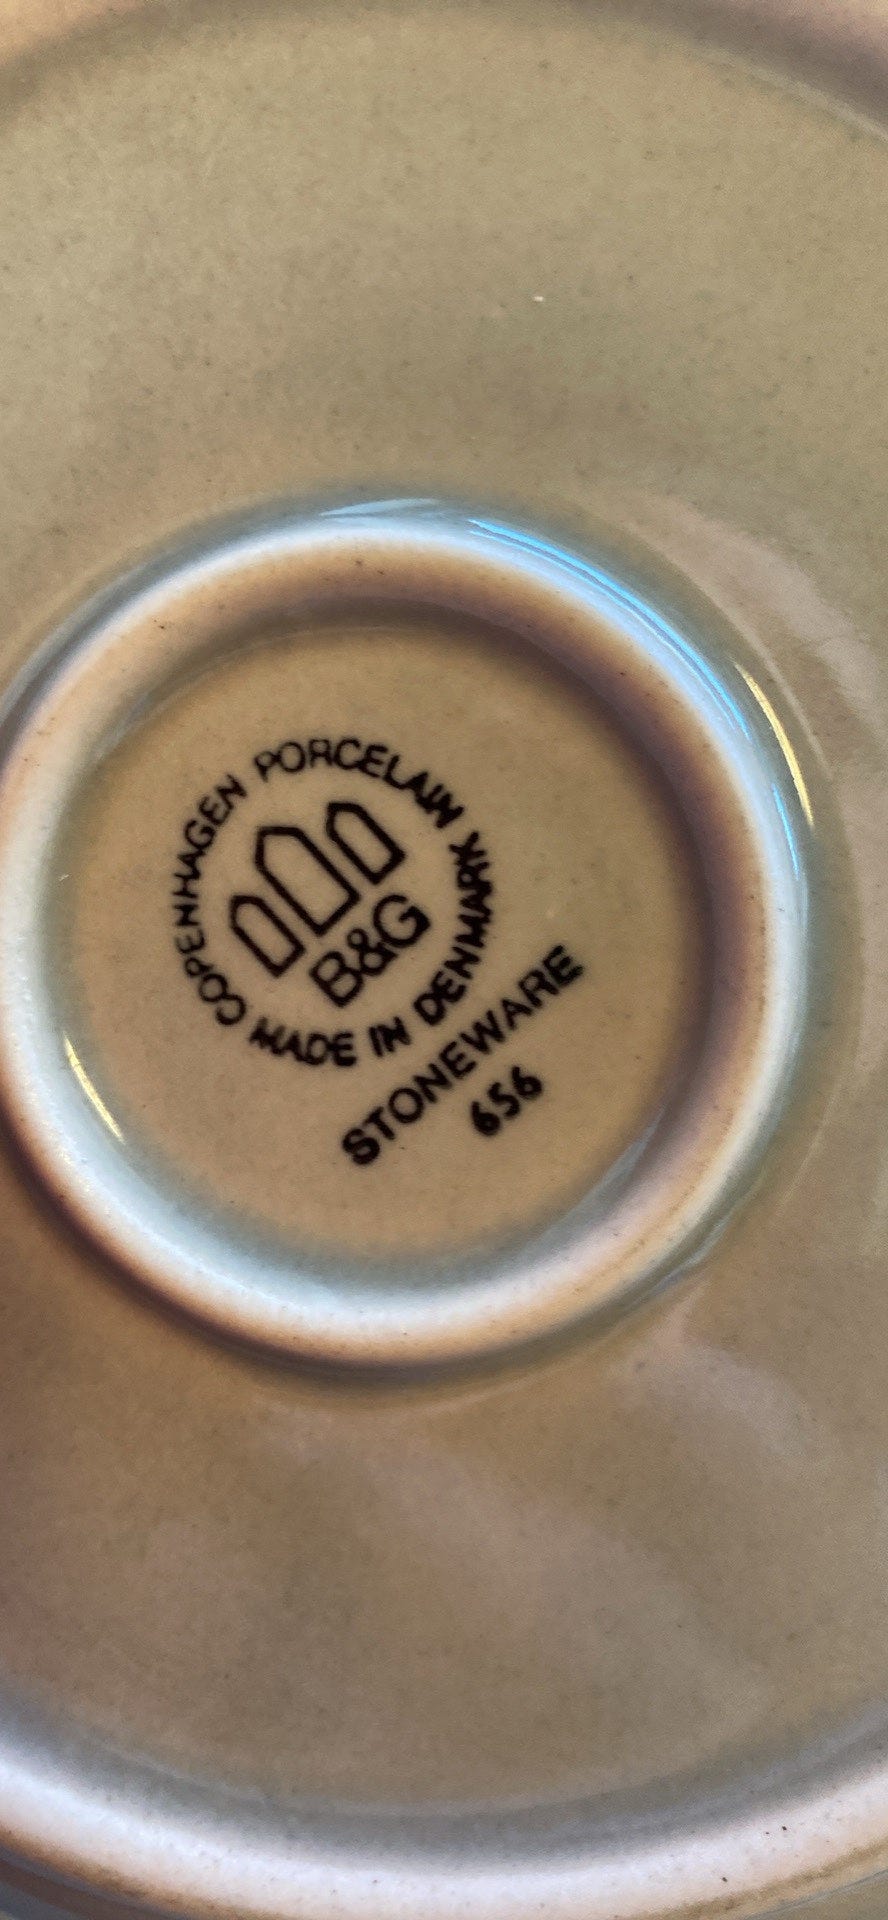 COPENHAGEN PORCELAIN
MADE IN DENMARK
B&G
STONEWARE
656